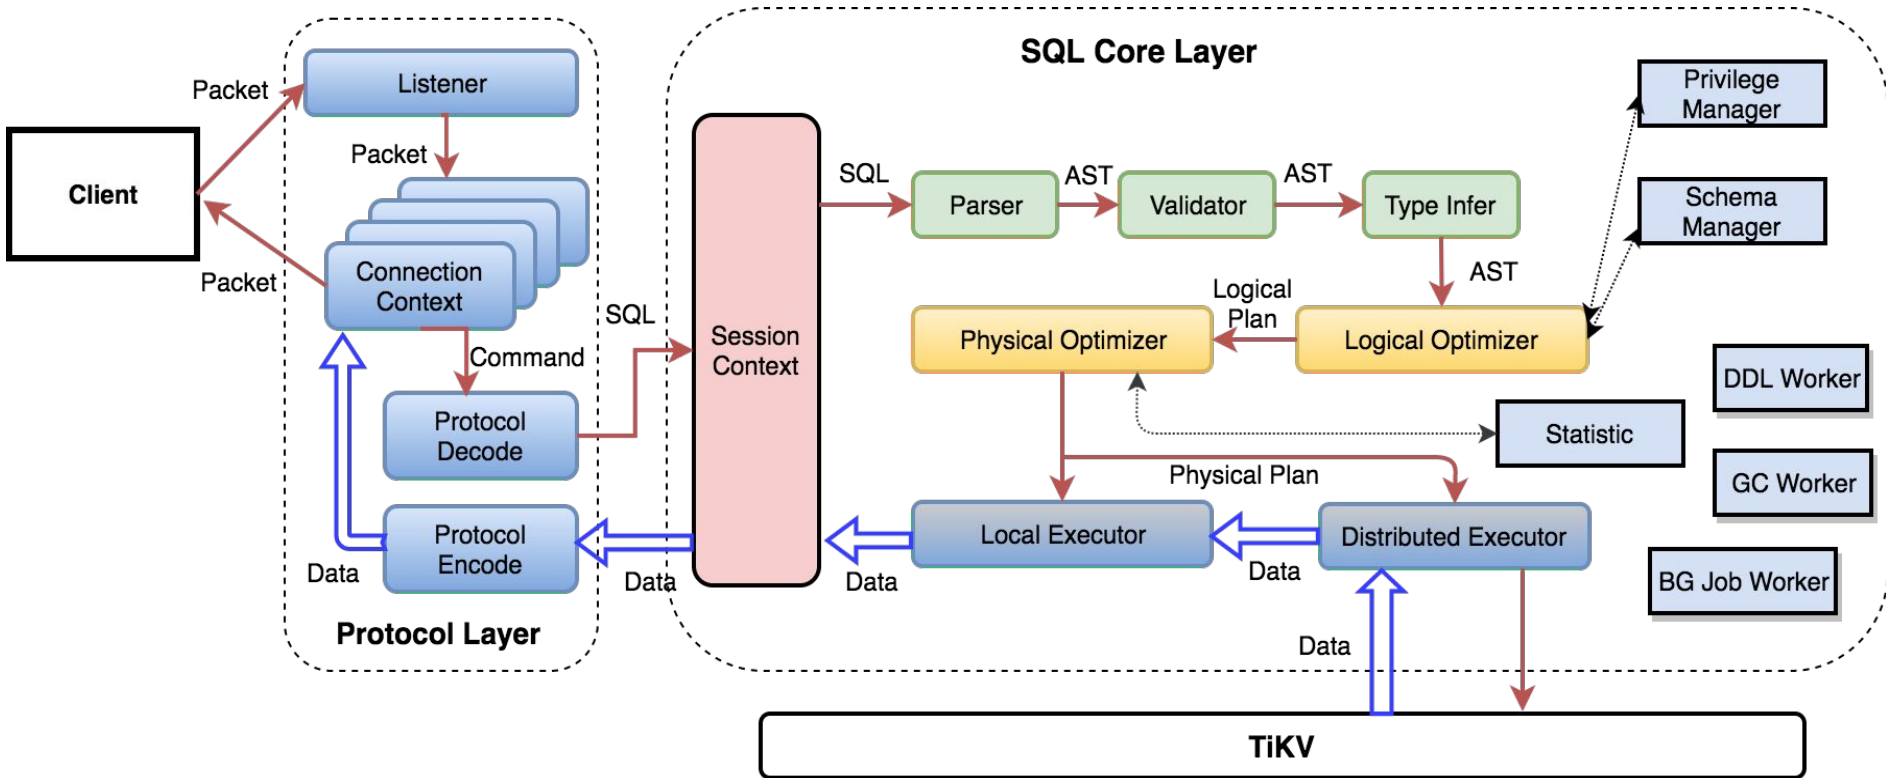 SQL Core Layer
Packet
Listener
Privilege
Manager
Client
Packet
SQL
Parser
AST
Validator
AST
Type Infer
Schema
Manager
Packet
Connection
Context
AST
SQL
Session
Context
Logical
Plan
Physical Optimizer
Logical Optimizer
Command
DDL Worker
Protocol
Decode
Statistic
Physical Plan
GC Worker
Protocol
Encode
Local Executor
Distributed Executor
Data
Data
Data
Data
BG Job Worker
Protocol Layer
Data
TiKV